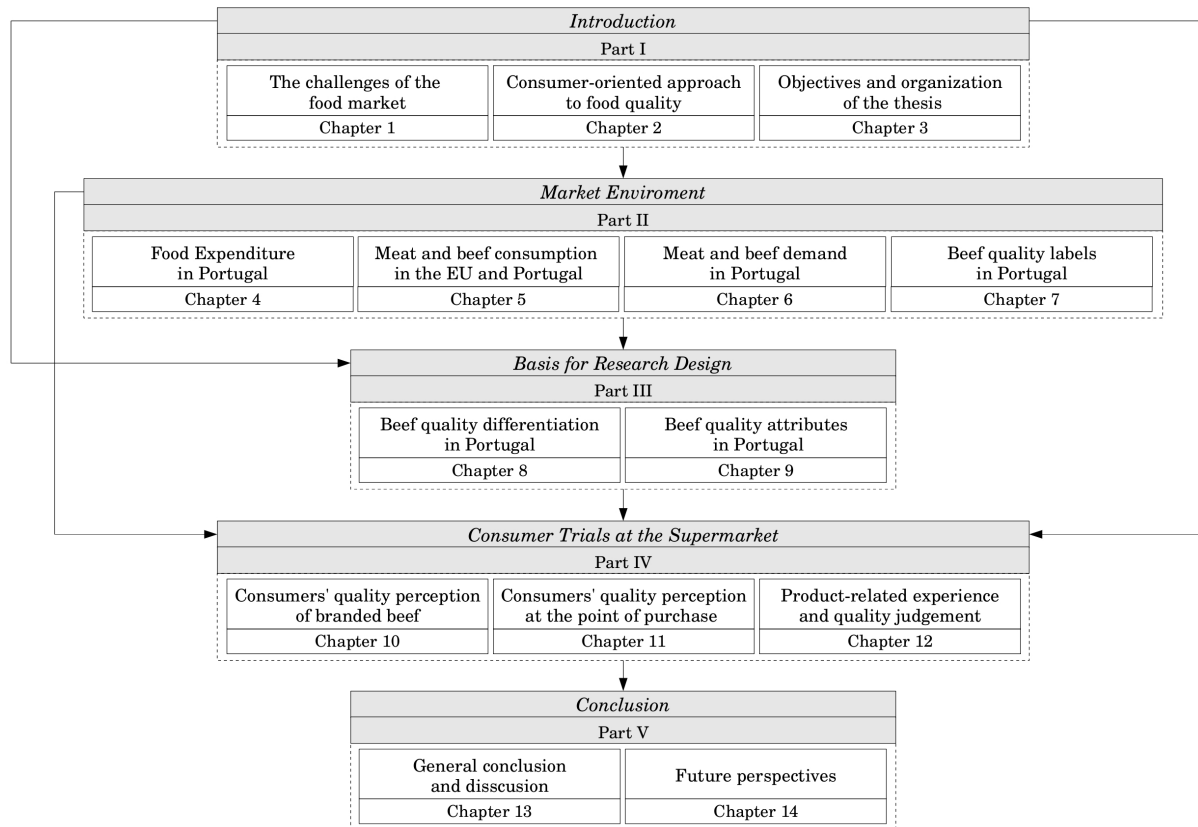 Introduction
Part I
The challenges of the
food market
Chapter 1
Consumer-oriented approach
to food quality
Chapter 2
Objectives and organization
of the thesis
Chapter 3
Market Enviroment
Part II
Food Expenditure
in Portugal
Chapter 4
Meat and beef consumption
in the EU and Portugal
Chapter 5
Meat and beef demand
in Portugal
Chapter 6
Beef quality labels
in Portugal
Chapter 7
Basis for Research Design
Part III
Beef quality differentiation
in Portugal
Chapter 8
Beef quality attributes
in Portugal
Chapter 9
Consumer Trials at the Supermarket
Part IV
Consumers' quality perception
of branded beef
Chapter 10
Consumers' quality perception
at the point of purchase
Chapter 11
Product-related experience
and quality judgement
Chapter 12
Conclusion
Part V
General conclusion
and disscusion
Chapter 13
Future perspectives
Chapter 14